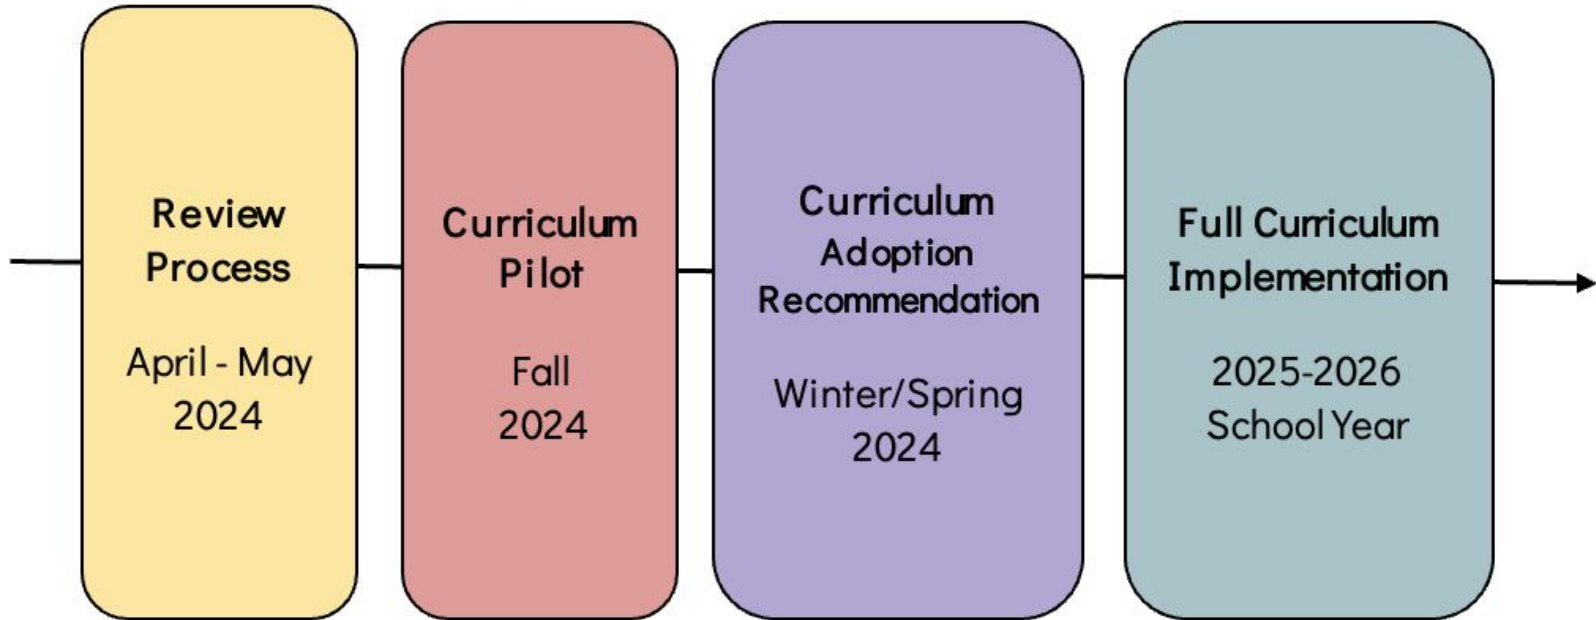 Review
Process
April - May
2024
Curriculum
Pilot
Fall
2024
Curriculum
Adoption
Recommendation
Winter/Spring
2024
Full Curriculum
Implementation
2025-2026
School Year